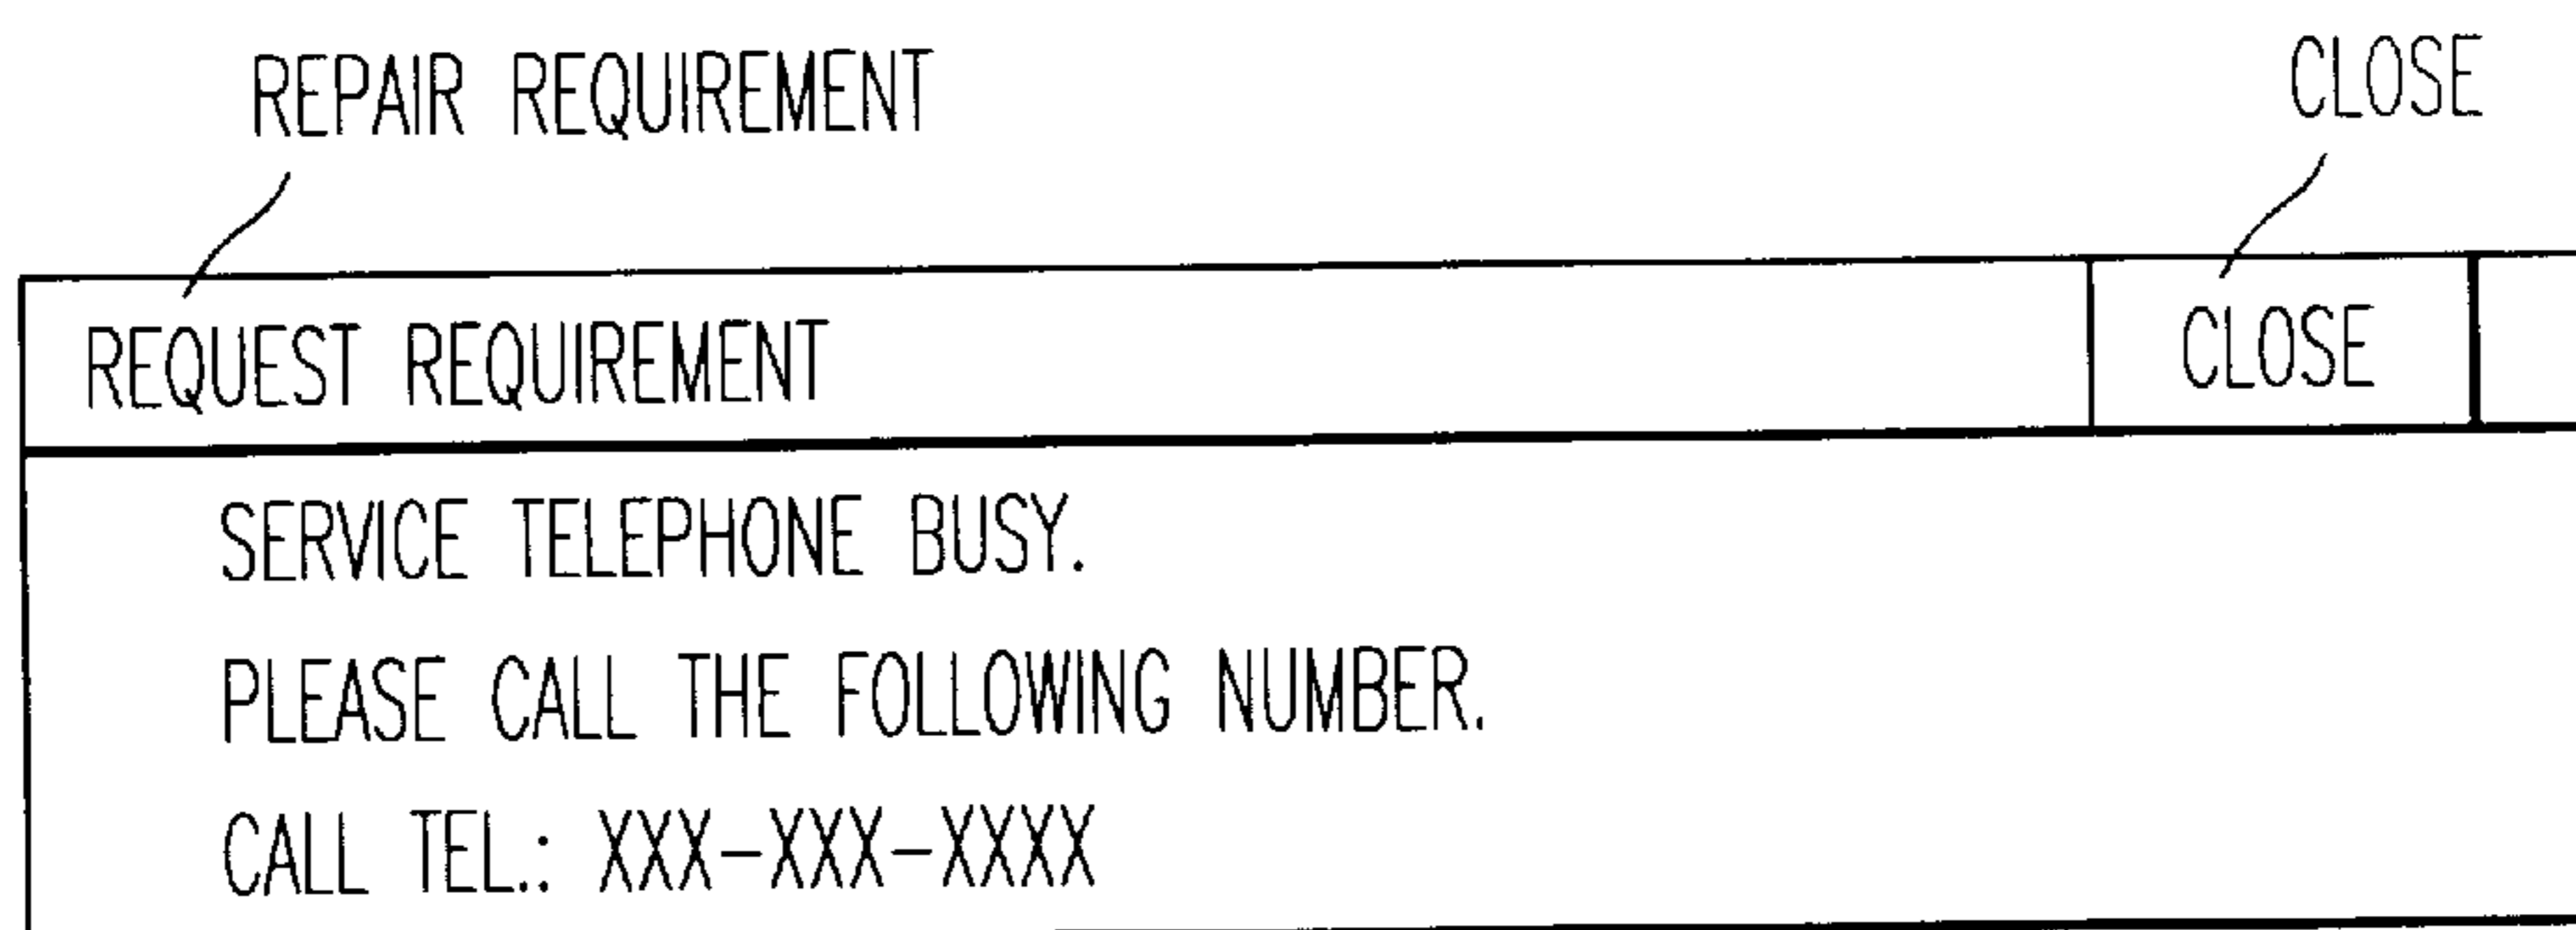 REPAIR REQUIREMENT CLOSE
REQUEST REQUIREMENT CLOSE
SERVICE TELEPHONE BUSY.
PLEASE CALL THE FOLLOWING NUMBER.
CALL TEL.: XXX-XXX-XXXX